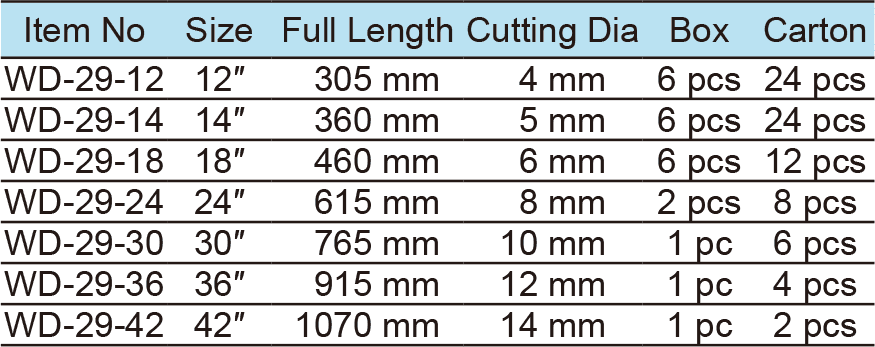 Item No Size Full Length Cutting Dia Box Carton
WD-29-12 12″ 305 mm 4 mm 6 pcs 24 pcs
WD-29-14 14″ 360 mm 5 mm 6 pcs 24 pcs
WD-29-18 18″ 460 mm 6 mm 6 pcs 12 pcs
WD-29-24 24″ 615 mm 8 mm 2 pcs 8 pcs
WD-29-30 30″ 765 mm 10 mm 1 pc 6 pcs
WD-29-36 36″ 915 mm 12 mm 1 pc 4 pcs
WD-29-42 42″ 1070 mm 14 mm 1 pc 2 pcs